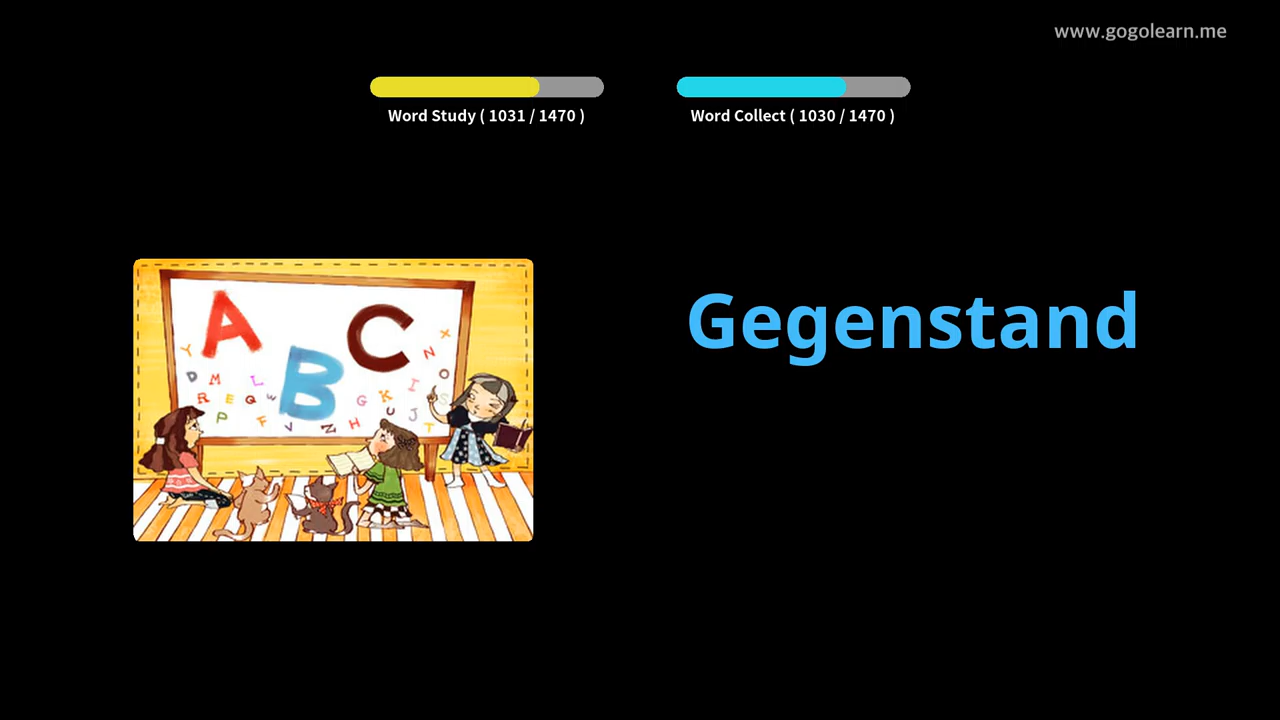 www.gogolearn.me
Word Study ( 1031 / 1470 )
Word Collect ( 1030 / 1470 )
Gegenstand
A
B
C
Y
X
N
D
M
L
O
R
E
Q
W
G
K
I
S
P
F
V
Z
H
U
J
T